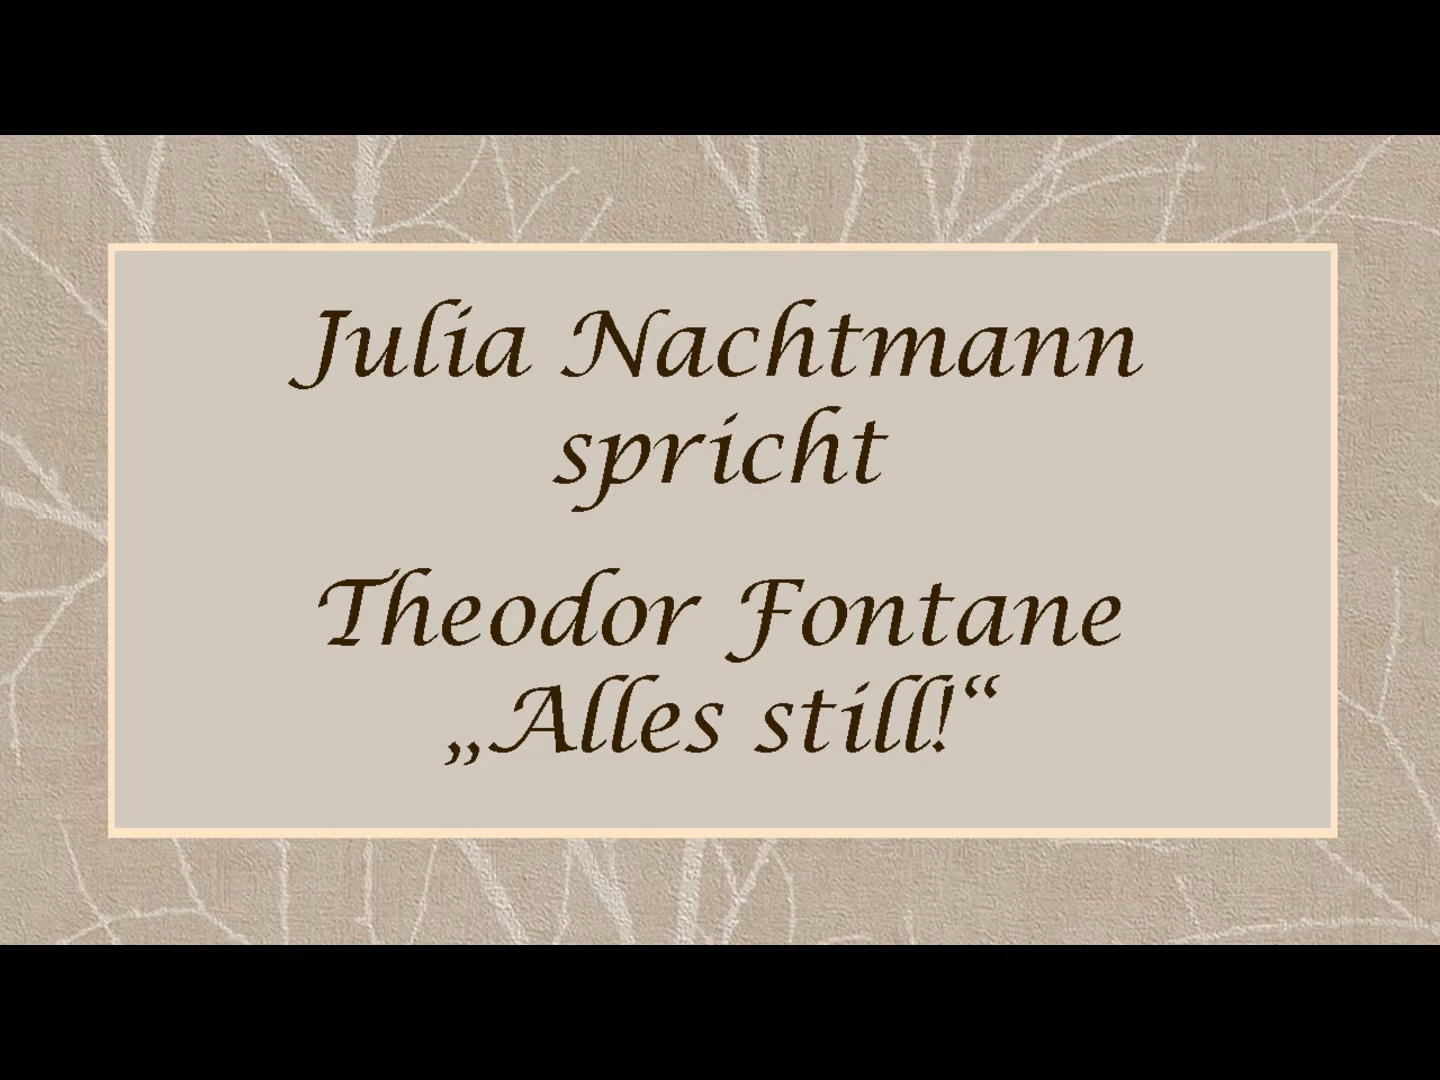 Julia Nachtmann
spricht
Theodor Fontane
„Alles still!“